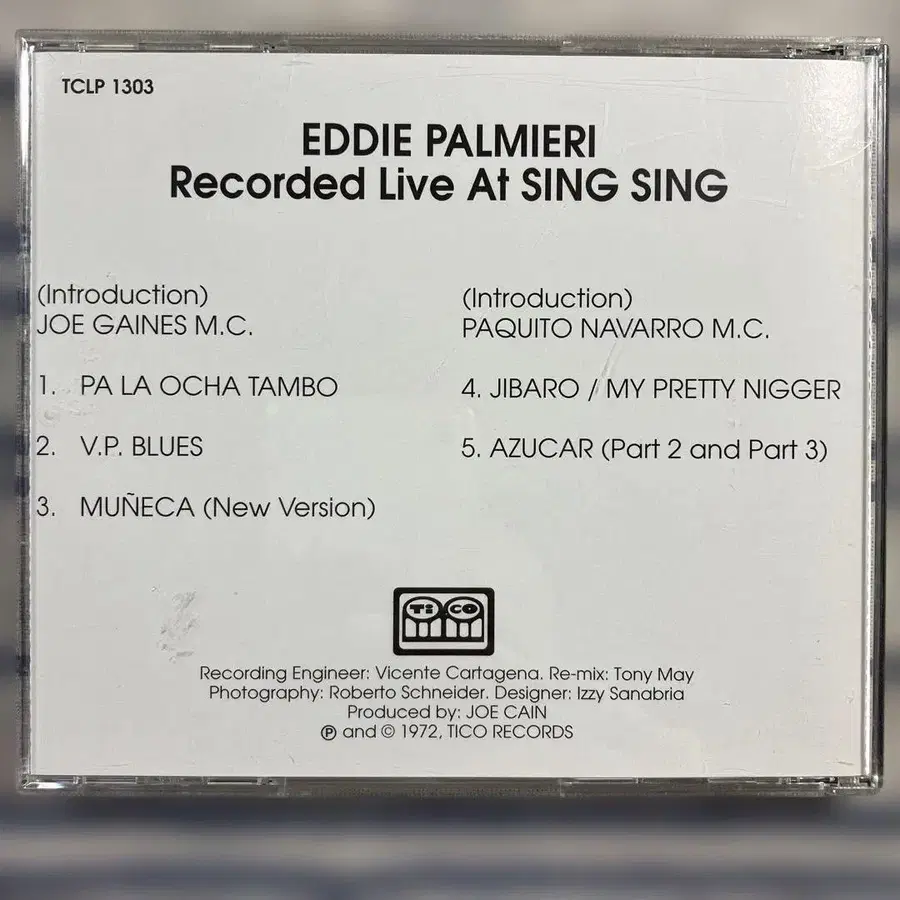 TCLP 1303
EDDIE PALMIERI
Recorded Live At SING SING
(Introduction)
JOE GAINES M.C.
1. PA LA OCHA TAMBO
2. V.P. BLUES
3. MUÑECA (New Version)
(Introduction)
PAQUITO NAVARRO M.C.
4. JIBARO / MY PRETTY NIGGER
5. AZUCAR (Part 2 and Part 3)
TiCO
Recording Engineer: Vicente Cartagena. Re-mix: Tony May
Photography: Roberto Schneider. Designer: Izzy Sanabria
Produced by: JOE CAIN
Ⓟ and © 1972, TICO RECORDS